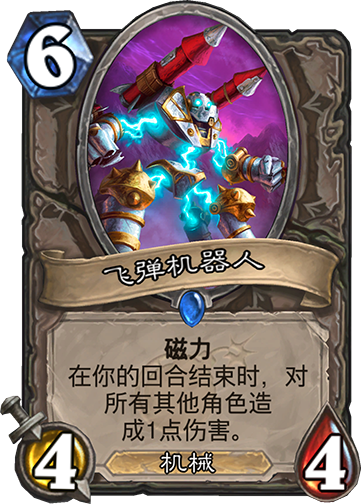 6
飞弹机器人
磁力
在你的回合结束时，对
所有其他角色造
成1点伤害。
机械
4
4